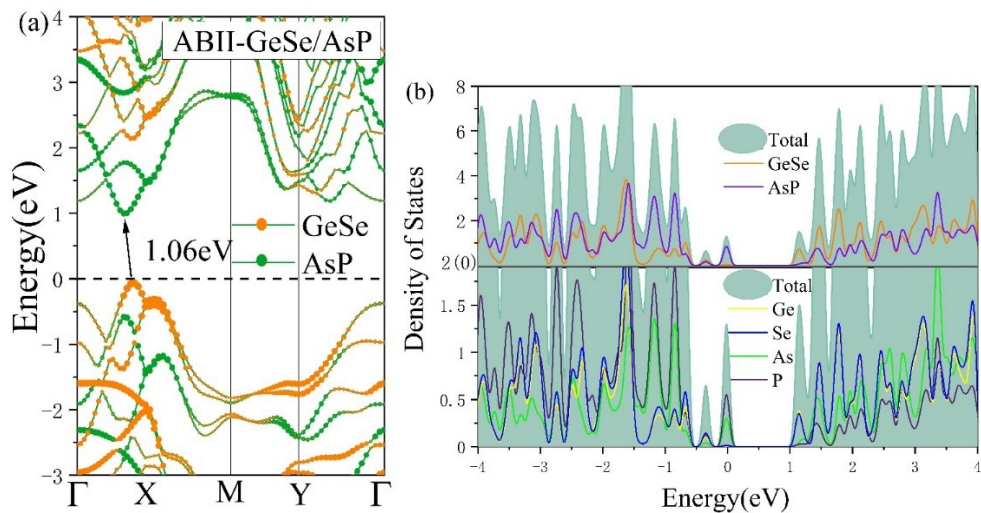 (a)
ABII-GeSe/AsP
4
3
2
1
0
-1
-2
-3
Energy(eV)
1.06eV
GeSe
AsP
Γ X M Y Γ
(b)
8
6
4
2
2(0)
1.5
1
0.5
0
Density of States
Total
GeSe
AsP
Total
Ge
Se
As
P
-4 -3 -2 -1 0 1 2 3 4
Energy(eV)